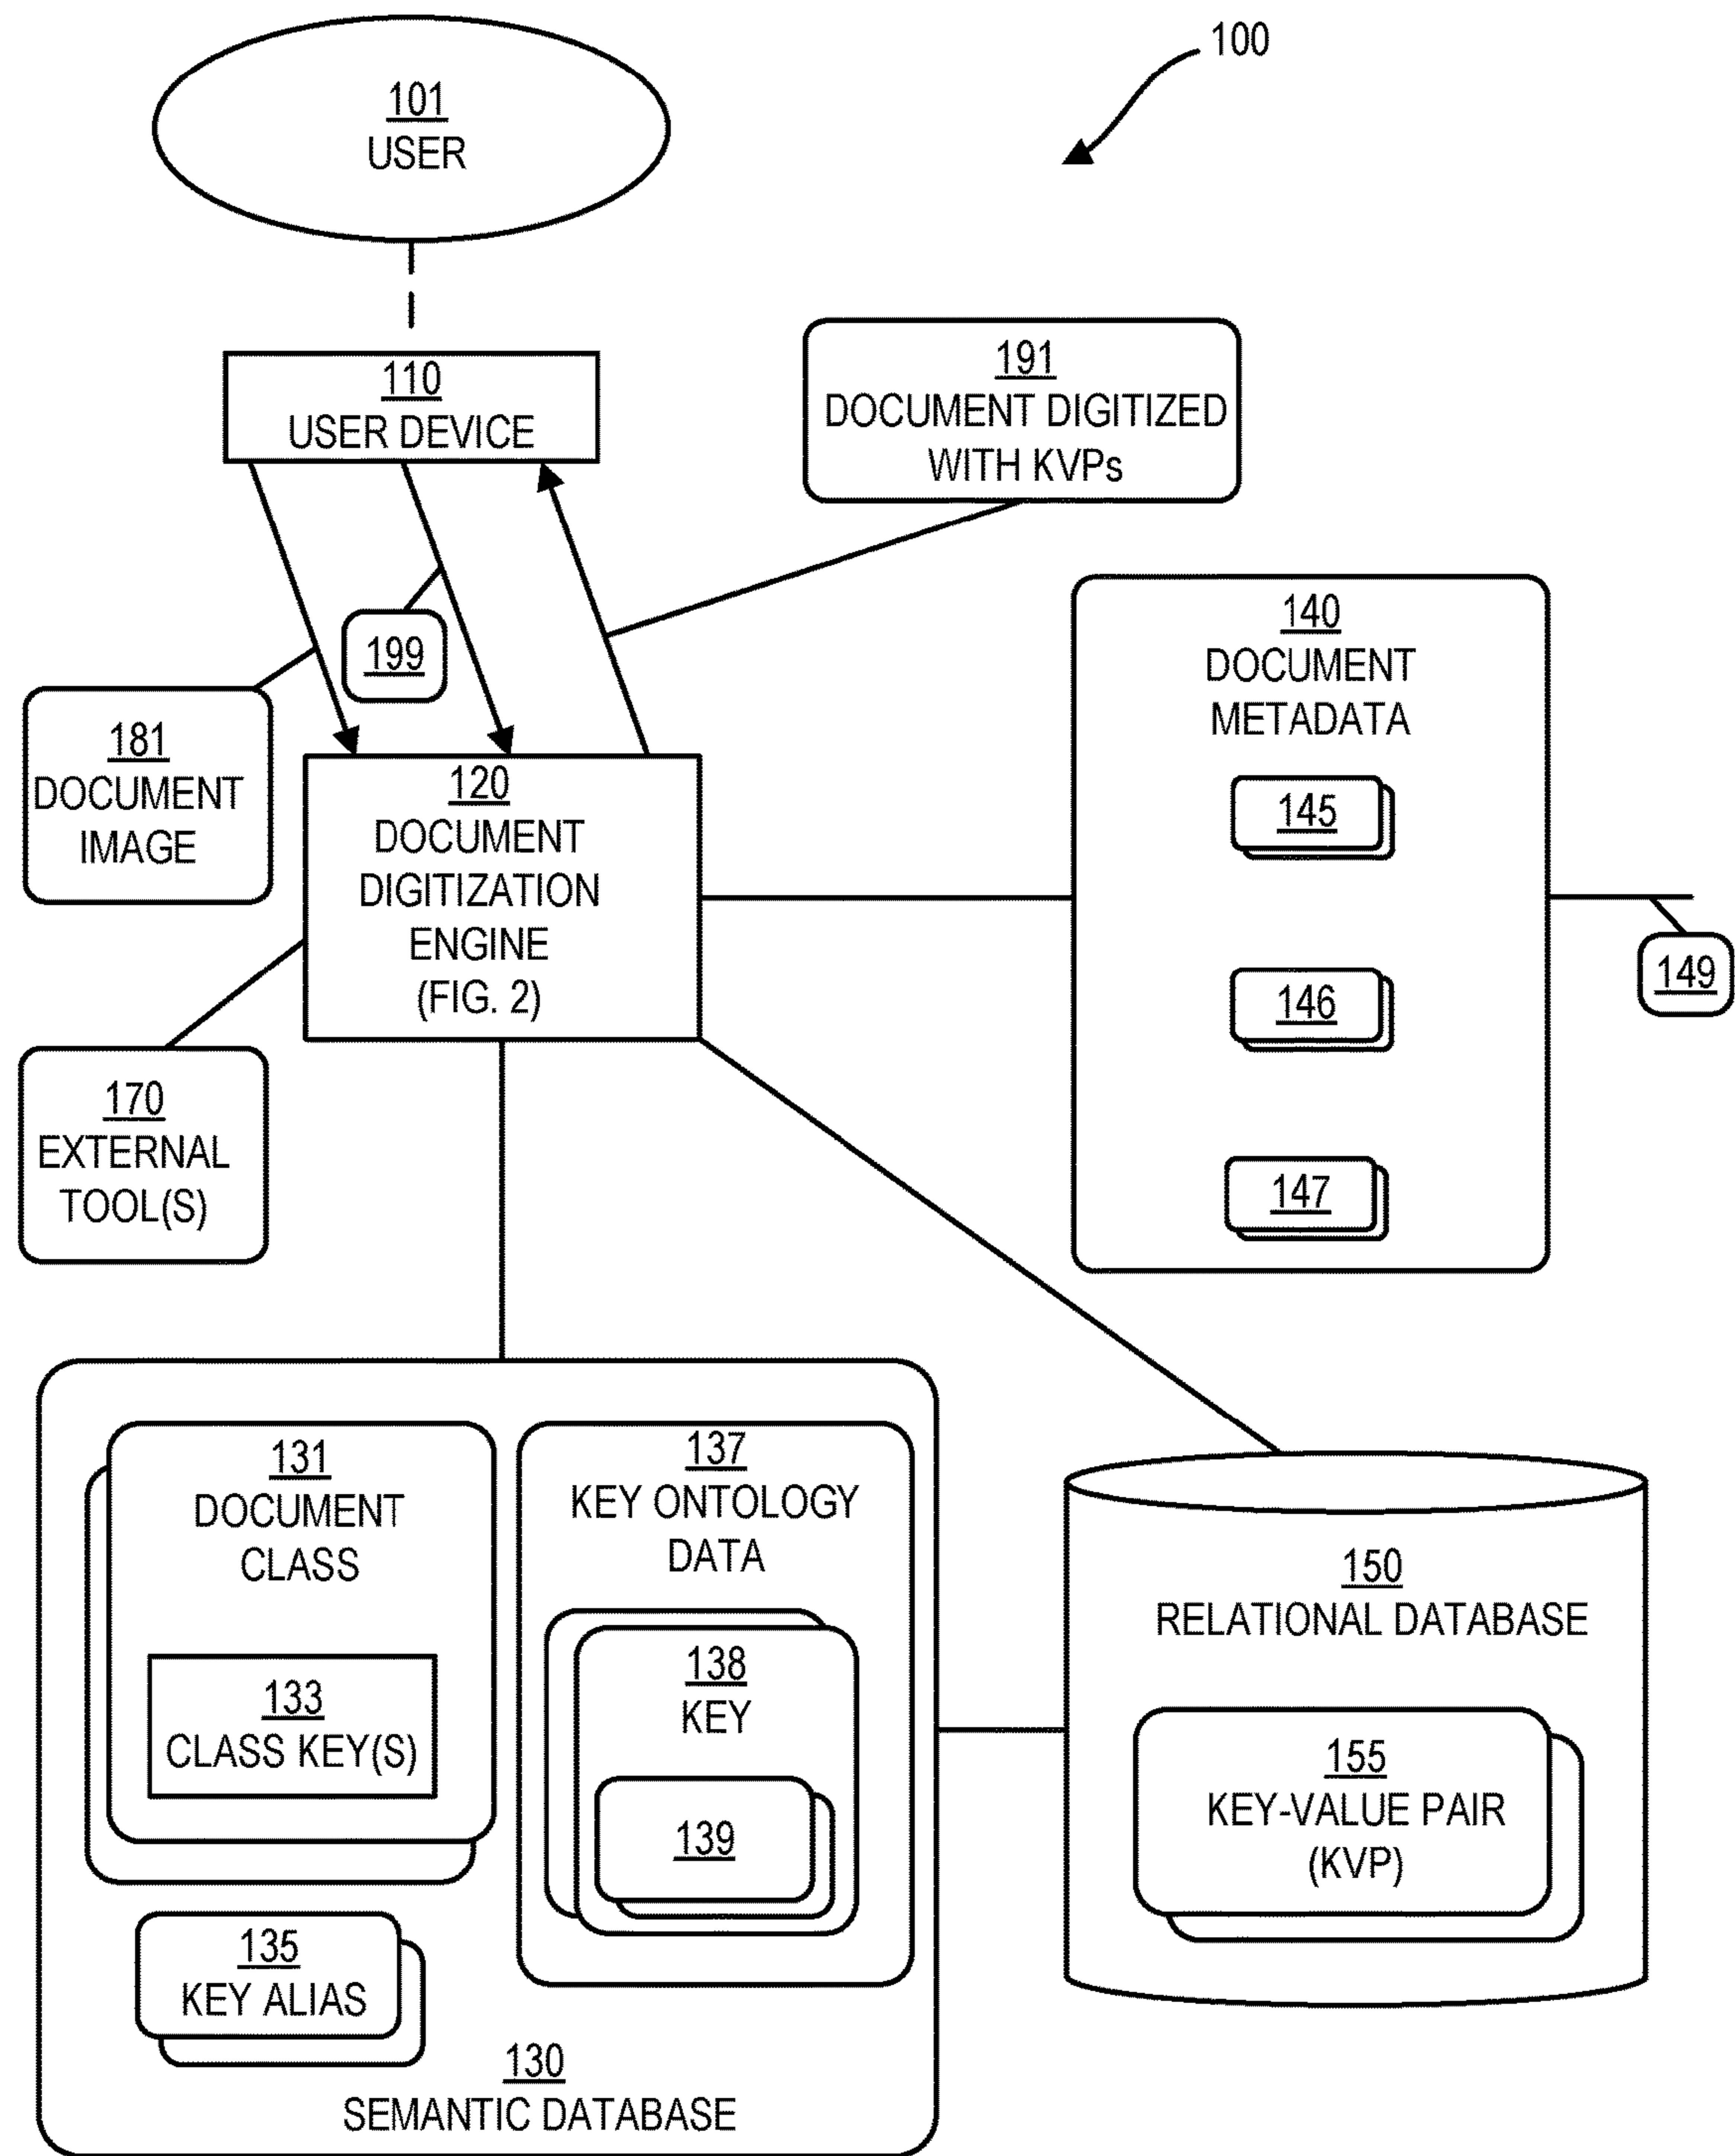 100
101
USER
110
USER DEVICE
191
DOCUMENT DIGITIZED
WITH KVPs
199
181
DOCUMENT
IMAGE
120
DOCUMENT
DIGITIZATION
ENGINE
(FIG. 2)
140
DOCUMENT
METADATA
145
146
147
149
170
EXTERNAL
TOOL(S)
131
DOCUMENT
CLASS
133
CLASS KEY(S)
135
KEY ALIAS
137
KEY ONTOLOGY
DATA
138
KEY
139
130
SEMANTIC DATABASE
150
RELATIONAL DATABASE
155
KEY-VALUE PAIR
(KVP)